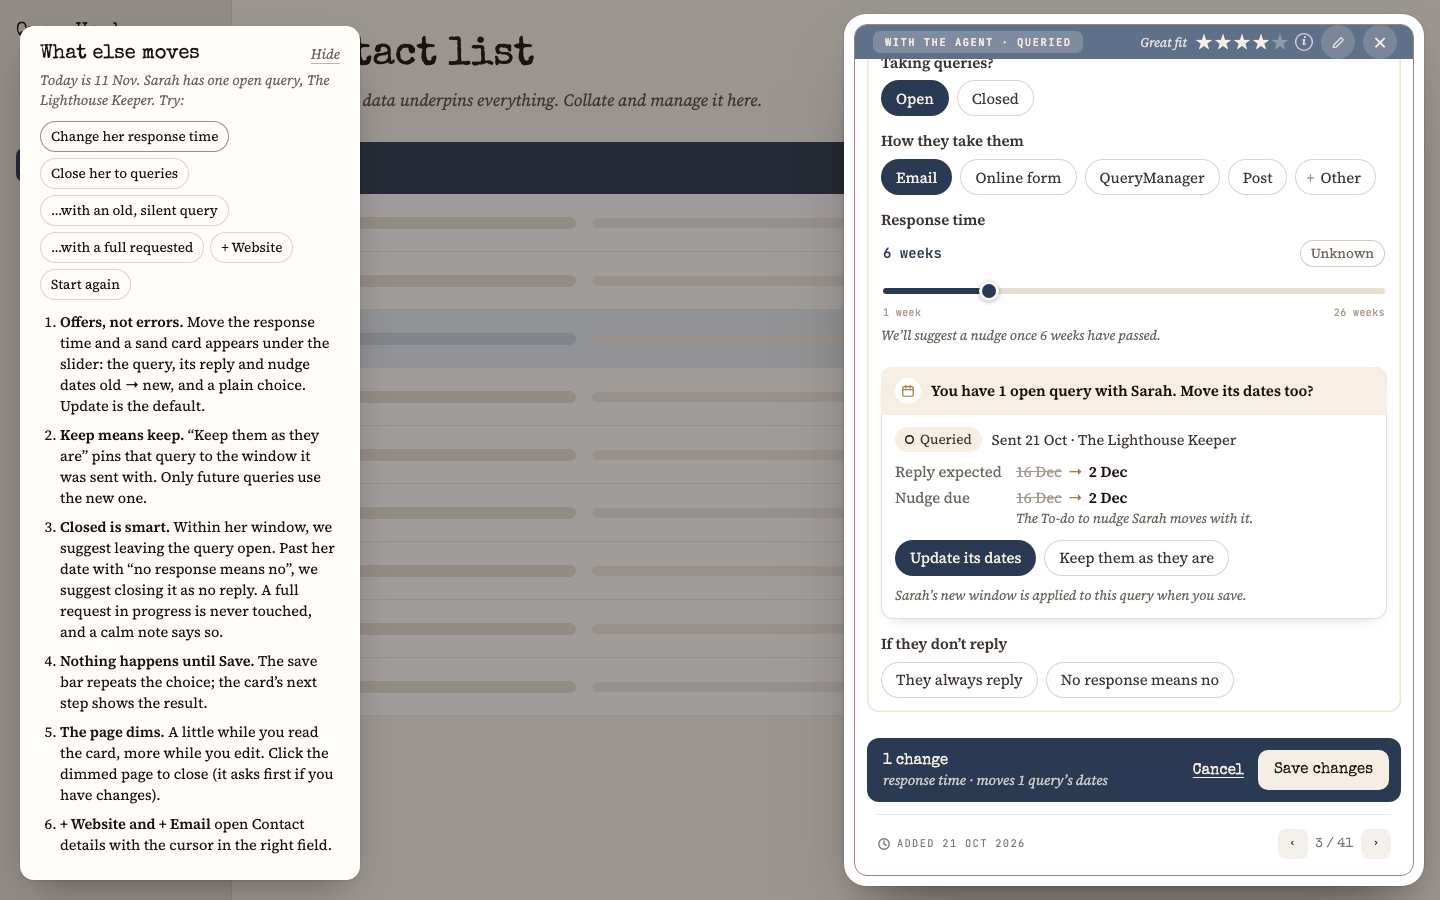 What else moves
Hide
Today is 11 Nov. Sarah has one open query, The
Lighthouse Keeper. Try:
Change her response time
Close her to queries
…with an old, silent query
…with a full requested
+ Website
Start again
1. Offers, not errors. Move the response
time and a sand card appears under the
slider: the query, its reply and nudge
dates old → new, and a plain choice.
Update is the default.
2. Keep means keep. “Keep them as they
are” pins that query to the window it
was sent with. Only future queries use
the new one.
3. Closed is smart. Within her window, we
suggest leaving the query open. Past her
date with “no response means no”, we
suggest closing it as no reply. A full
request in progress is never touched,
and a calm note says so.
4. Nothing happens until Save. The save
bar repeats the choice; the card’s next
step shows the result.
5. The page dims. A little while you read
the card, more while you edit. Click the
dimmed page to close (it asks first if you
have changes).
6. + Website and + Email open Contact
details with the cursor in the right field.
tact list
data underpins everything. Collate and manage it here.
WITH THE AGENT · QUERIED
Great fit
Taking queries?
Open
Closed
How they take them
Email
Online form
QueryManager
Post
+ Other
Response time
6 weeks
Unknown
1 week
26 weeks
We’ll suggest a nudge once 6 weeks have passed.
You have 1 open query with Sarah. Move its dates too?
Queried
Sent 21 Oct · The Lighthouse Keeper
Reply expected 16 Dec → 2 Dec
Nudge due 16 Dec → 2 Dec
The To-do to nudge Sarah moves with it.
Update its dates
Keep them as they are
Sarah’s new window is applied to this query when you save.
If they don’t reply
They always reply
No response means no
1 change
response time · moves 1 query’s dates
Cancel
Save changes
ADDED 21 OCT 2026
‹ 3 / 41 ›